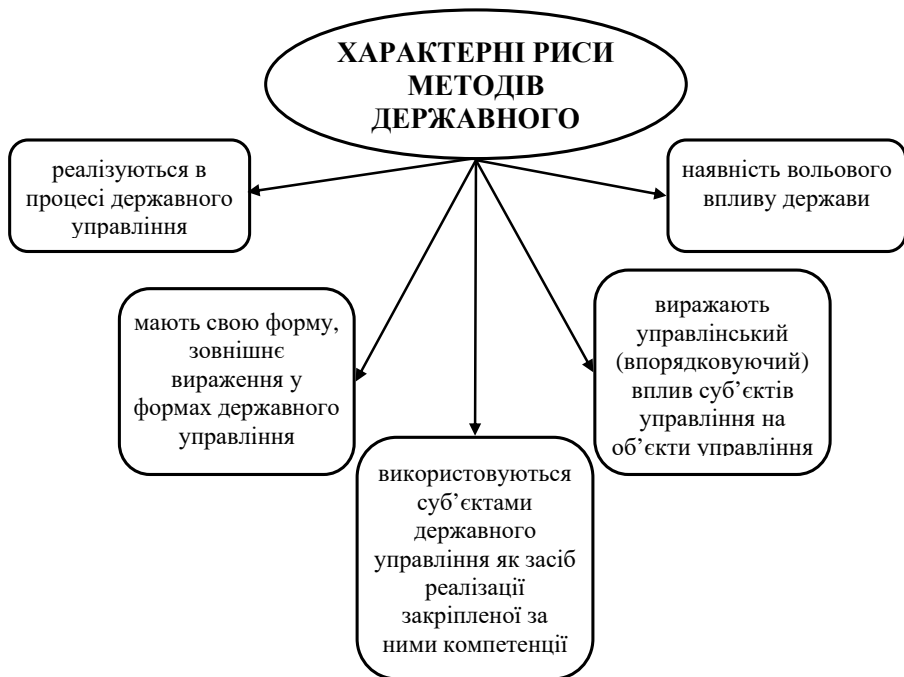 ХАРАКТЕРНІ РИСИ
МЕТОДІВ
ДЕРЖАВНОГО
реалізуються в
процесі державного
управління
наявність вольового
впливу держави
мають свою форму,
зовнішнє
вираження у
формах державного
управління
виражають
управлінський
(впорядковуючий)
вплив суб’єктів
управління на
об’єкти управління
використовуються
суб’єктами
державного
управління як засіб
реалізації
закріпленої за
ними компетенції